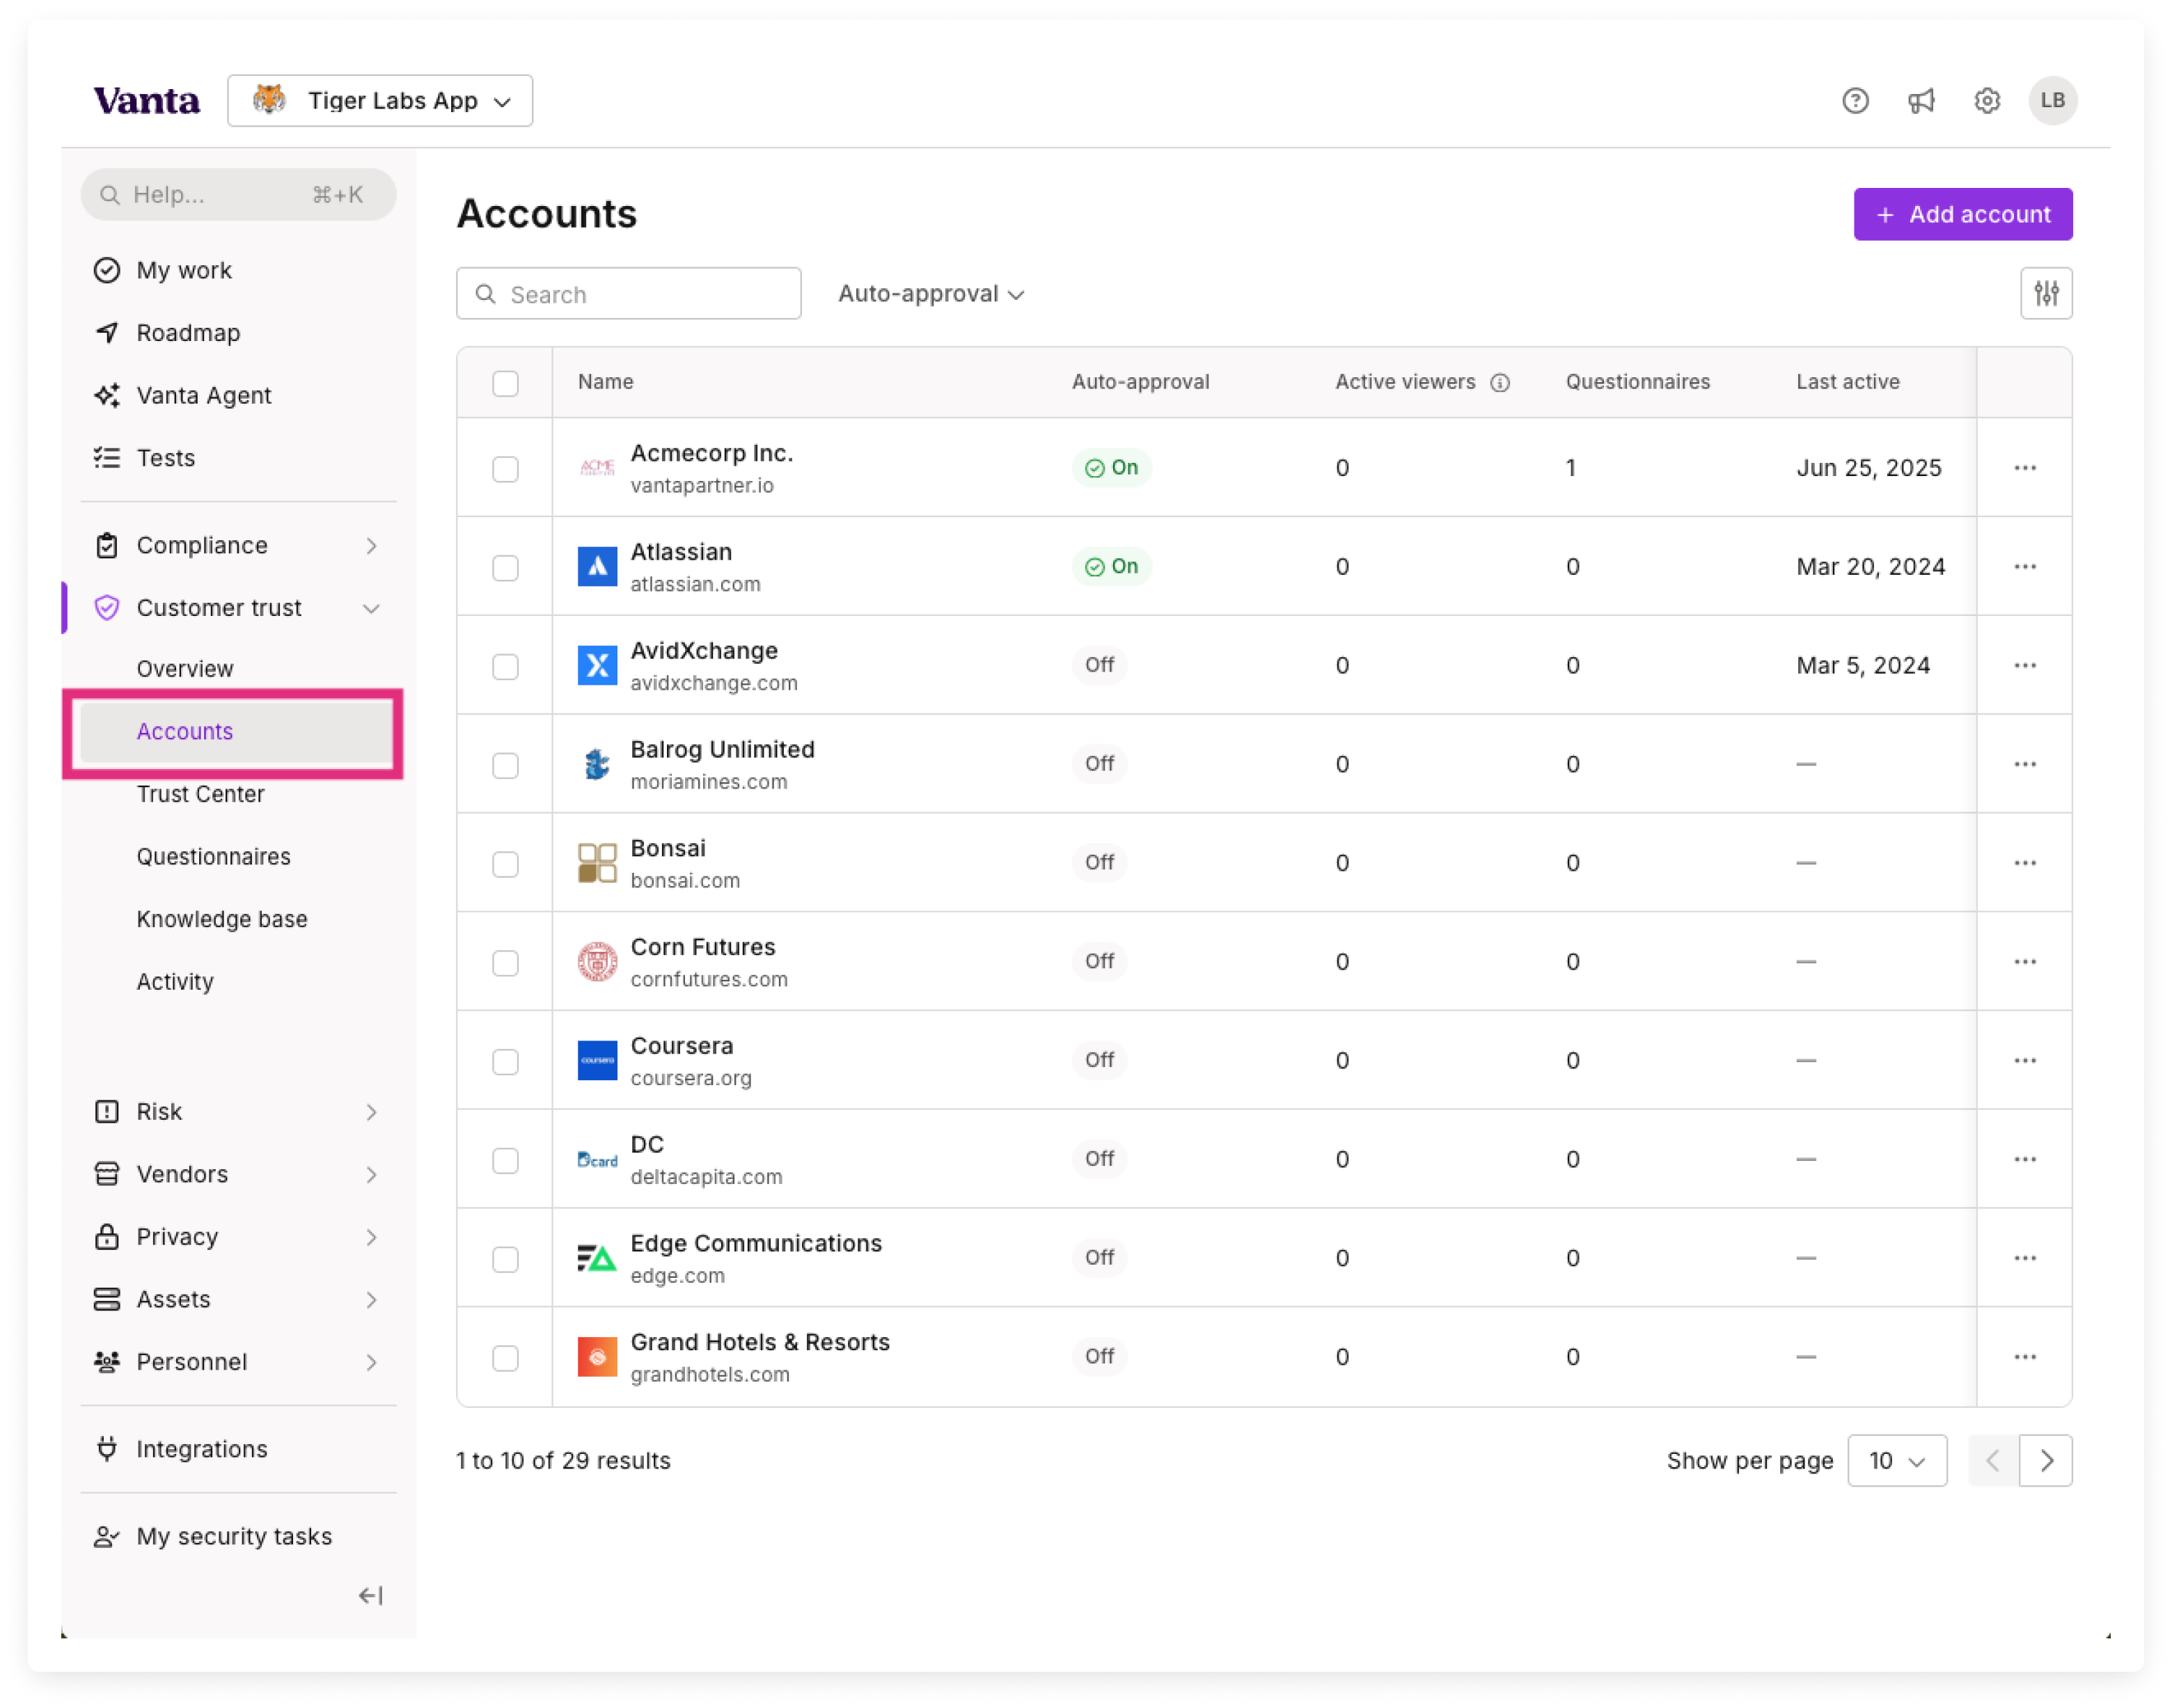 Vanta
Tiger Labs App
LB
Help... ⌘+K
My work
Roadmap
Vanta Agent
Tests
Compliance
Customer trust
Overview
Accounts
Trust Center
Questionnaires
Knowledge base
Activity
Risk
Vendors
Privacy
Assets
Personnel
Integrations
My security tasks
Accounts
+ Add account
Search
Auto-approval
Name Auto-approval Active viewers Questionnaires Last active
ACME
Acmecorp Inc.
vantapartner.io
On 0 1 Jun 25, 2025
Atlassian
atlassian.com
On 0 0 Mar 20, 2024
AvidXchange
avidxchange.com
Off 0 0 Mar 5, 2024
Balrog Unlimited
moriamines.com
Off 0 0 —
Bonsai
bonsai.com
Off 0 0 —
Corn Futures
cornfutures.com
Off 0 0 —
coursera
Coursera
coursera.org
Off 0 0 —
Dcard
DC
deltacapita.com
Off 0 0 —
Edge Communications
edge.com
Off 0 0 —
Grand Hotels & Resorts
grandhotels.com
Off 0 0 —
1 to 10 of 29 results
Show per page 10